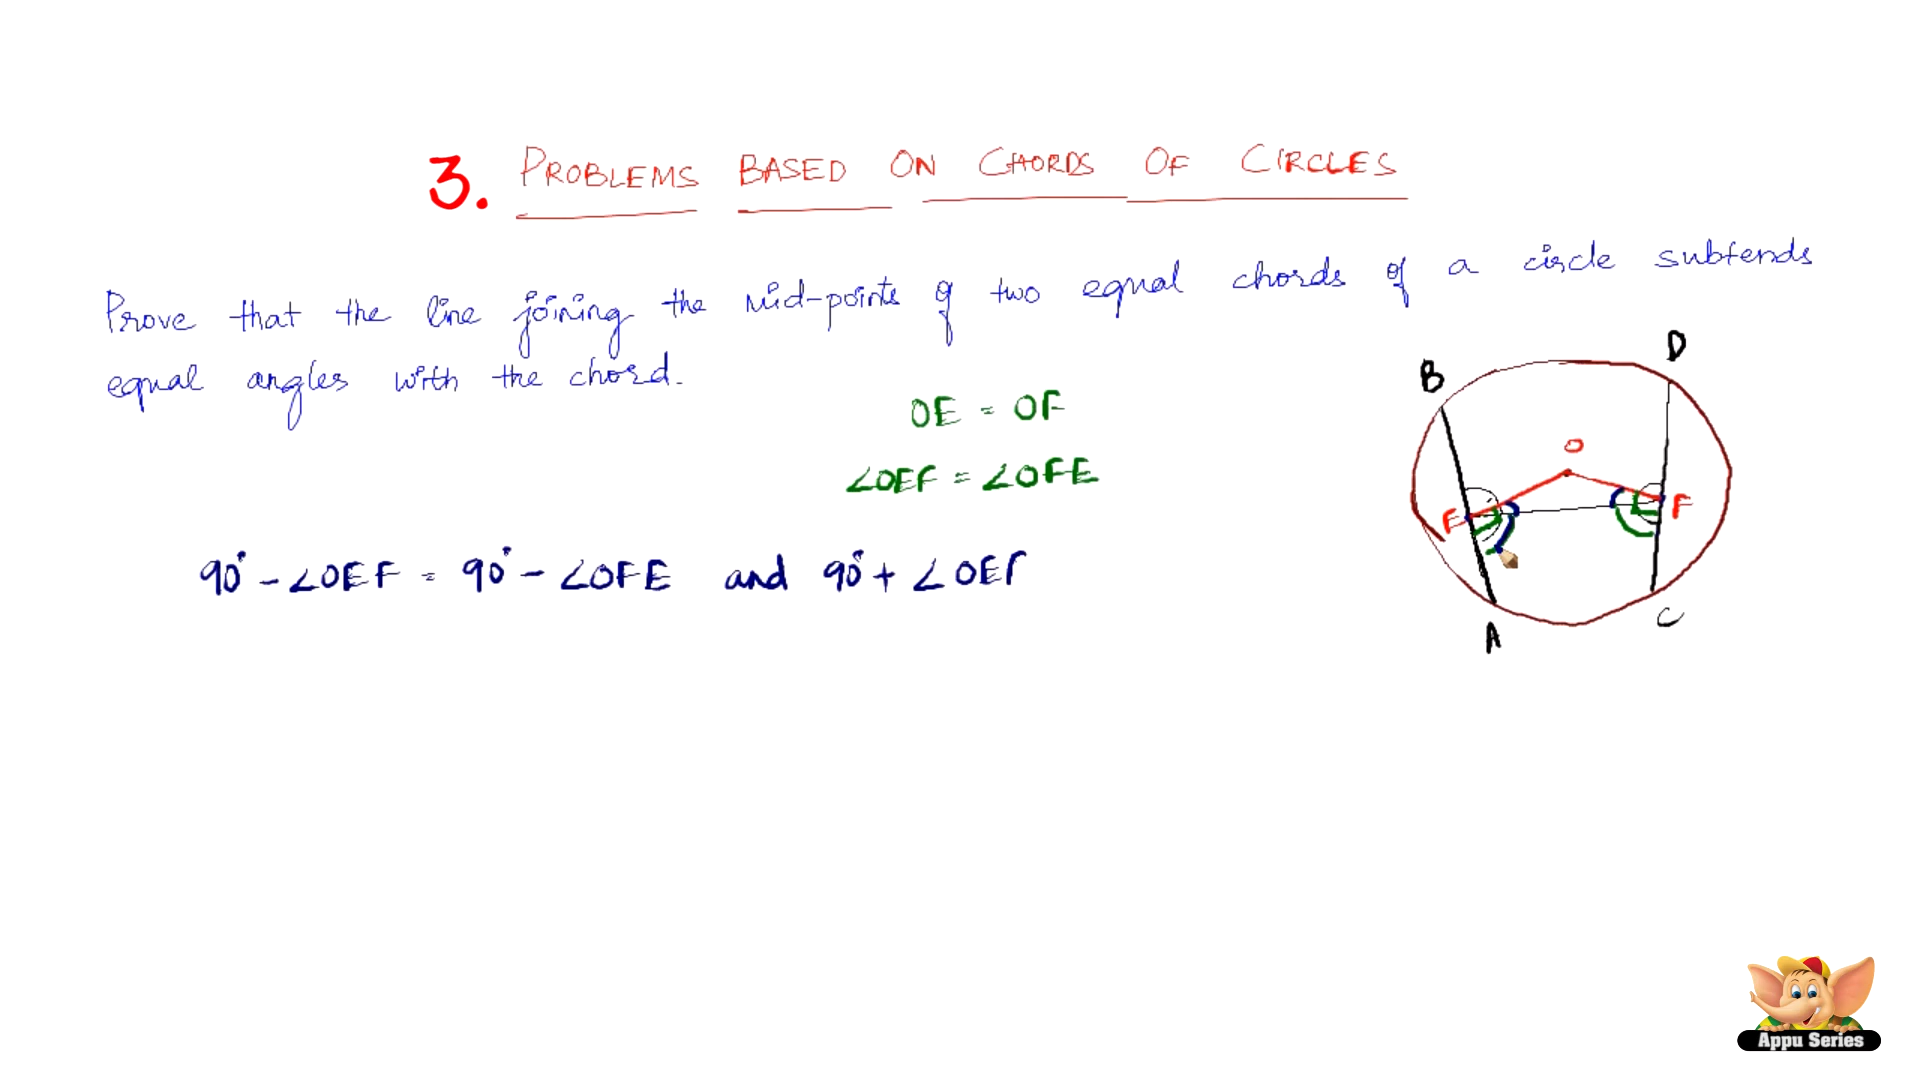 3. PROBLEMS BASED ON CHORDS OF CIRCLES
Prove that the line joining the mid-points of two equal chords of a circle subtends
equal angles with the chord.
OE = OF
∠OEF = ∠OFE
90° - ∠OEF = 90° - ∠OFE and 90° + ∠OEF
D
B
O
E
F
C
A
Appu Series